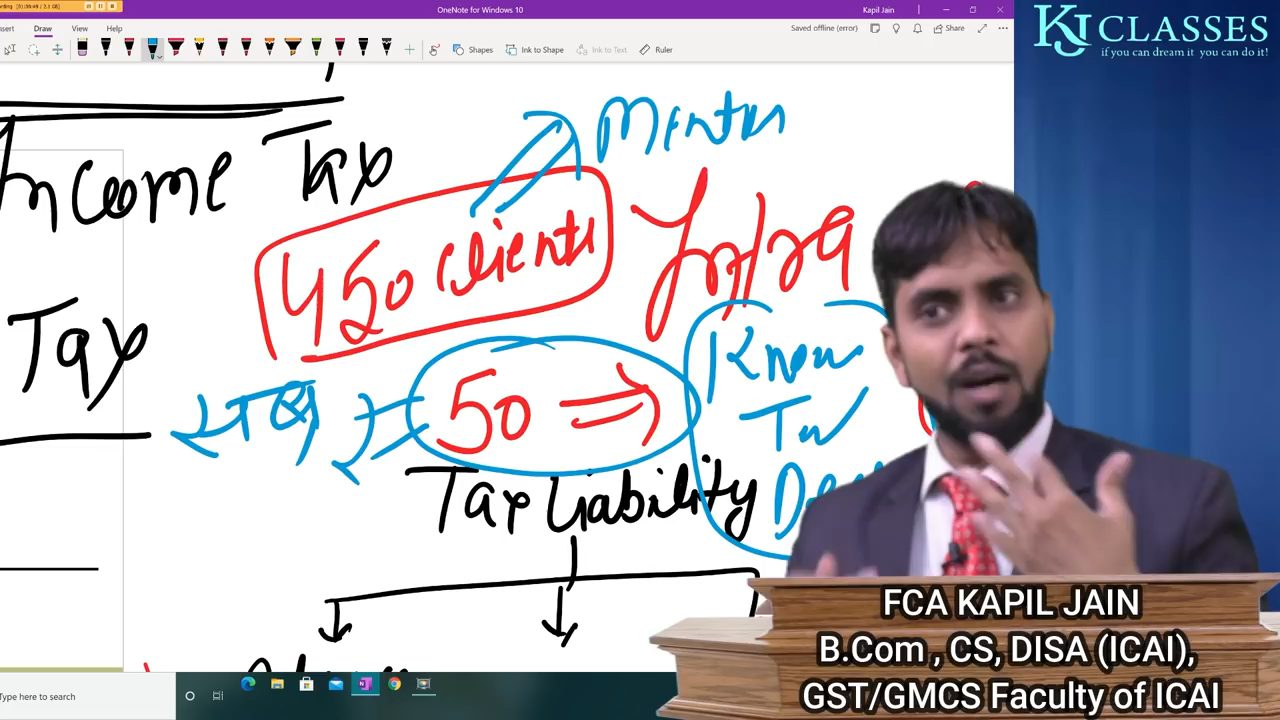 OneNote for Windows 10
Kapil Jain
Insert Draw View Help
Saved offline (error)
Share
Shapes Ink to Shape Ink to Text Ruler
KJ CLASSES
if you can dream it you can do it!
Income Tax
450 clients
Tax
50 ⇒
Know
Tax Liability
FCA KAPIL JAIN
B.Com , CS, DISA (ICAI),
GST/GMCS Faculty of ICAI
Type here to search